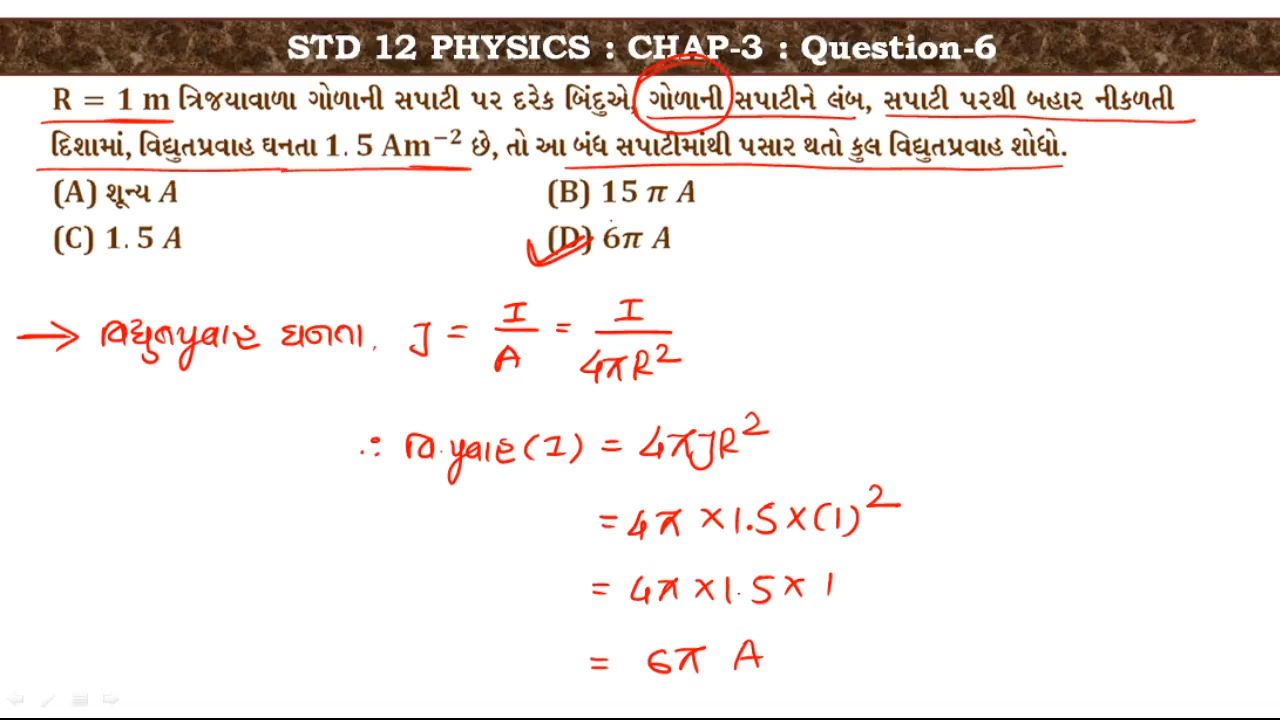 STD 12 PHYSICS : CHAP-3 : Question-6
R = 1 m ત્રિજયાવાળા ગોળાની સપાટી પર દરેક બિંદુએ, ગોળાની સપાટીને લંબ, સપાટી પરથી બહાર નીકળતી
દિશામાં, વિદ્યુતપ્રવાહ ઘનતા 1.5 Am⁻² છે, તો આ બંધ સપાટીમાંથી પસાર થતો કુલ વિદ્યુતપ્રવાહ શોધો.
(A) શૂન્ય A (B) 15 π A
(C) 1.5 A (D) 6π A
→ વિદ્યુતપ્રવાહ ઘનતા, J = I/A = I/4πR²
∴ વિ.પ્રવાહ (I) = 4πJR²
= 4π × 1.5 × (1)²
= 4π × 1.5 × 1
= 6π A